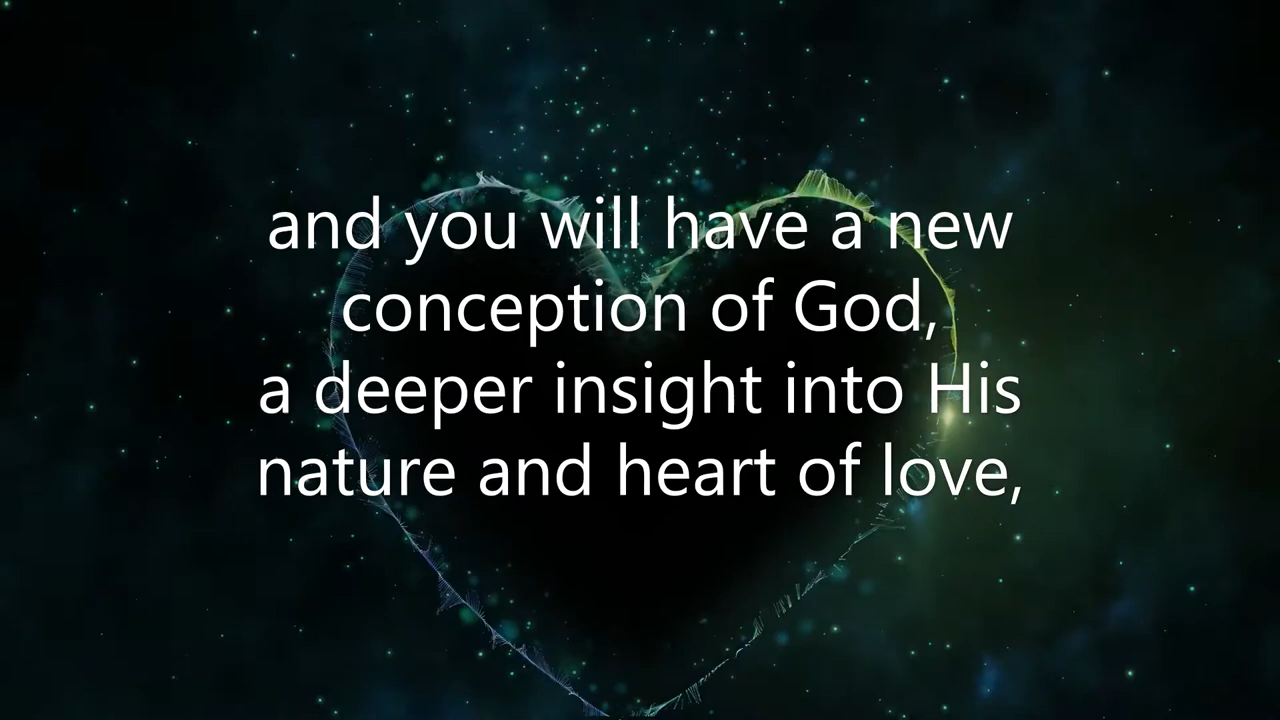 and you will have a new
conception of God,
a deeper insight into His
nature and heart of love,